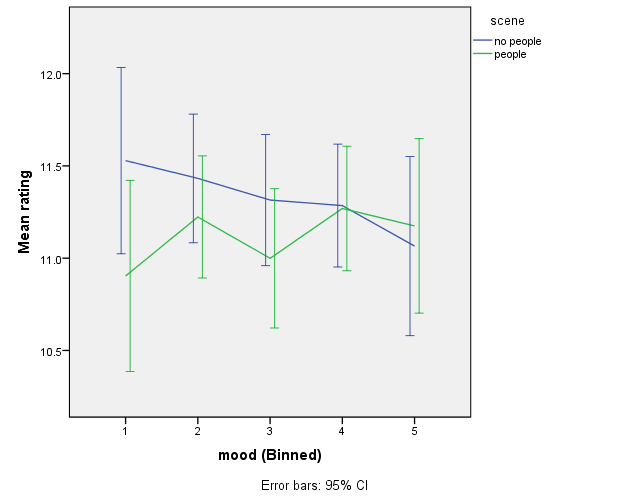 scene
no people
people
12.0
11.5
11.0
10.5
Mean rating
1 2 3 4 5
mood (Binned)
Error bars: 95% CI